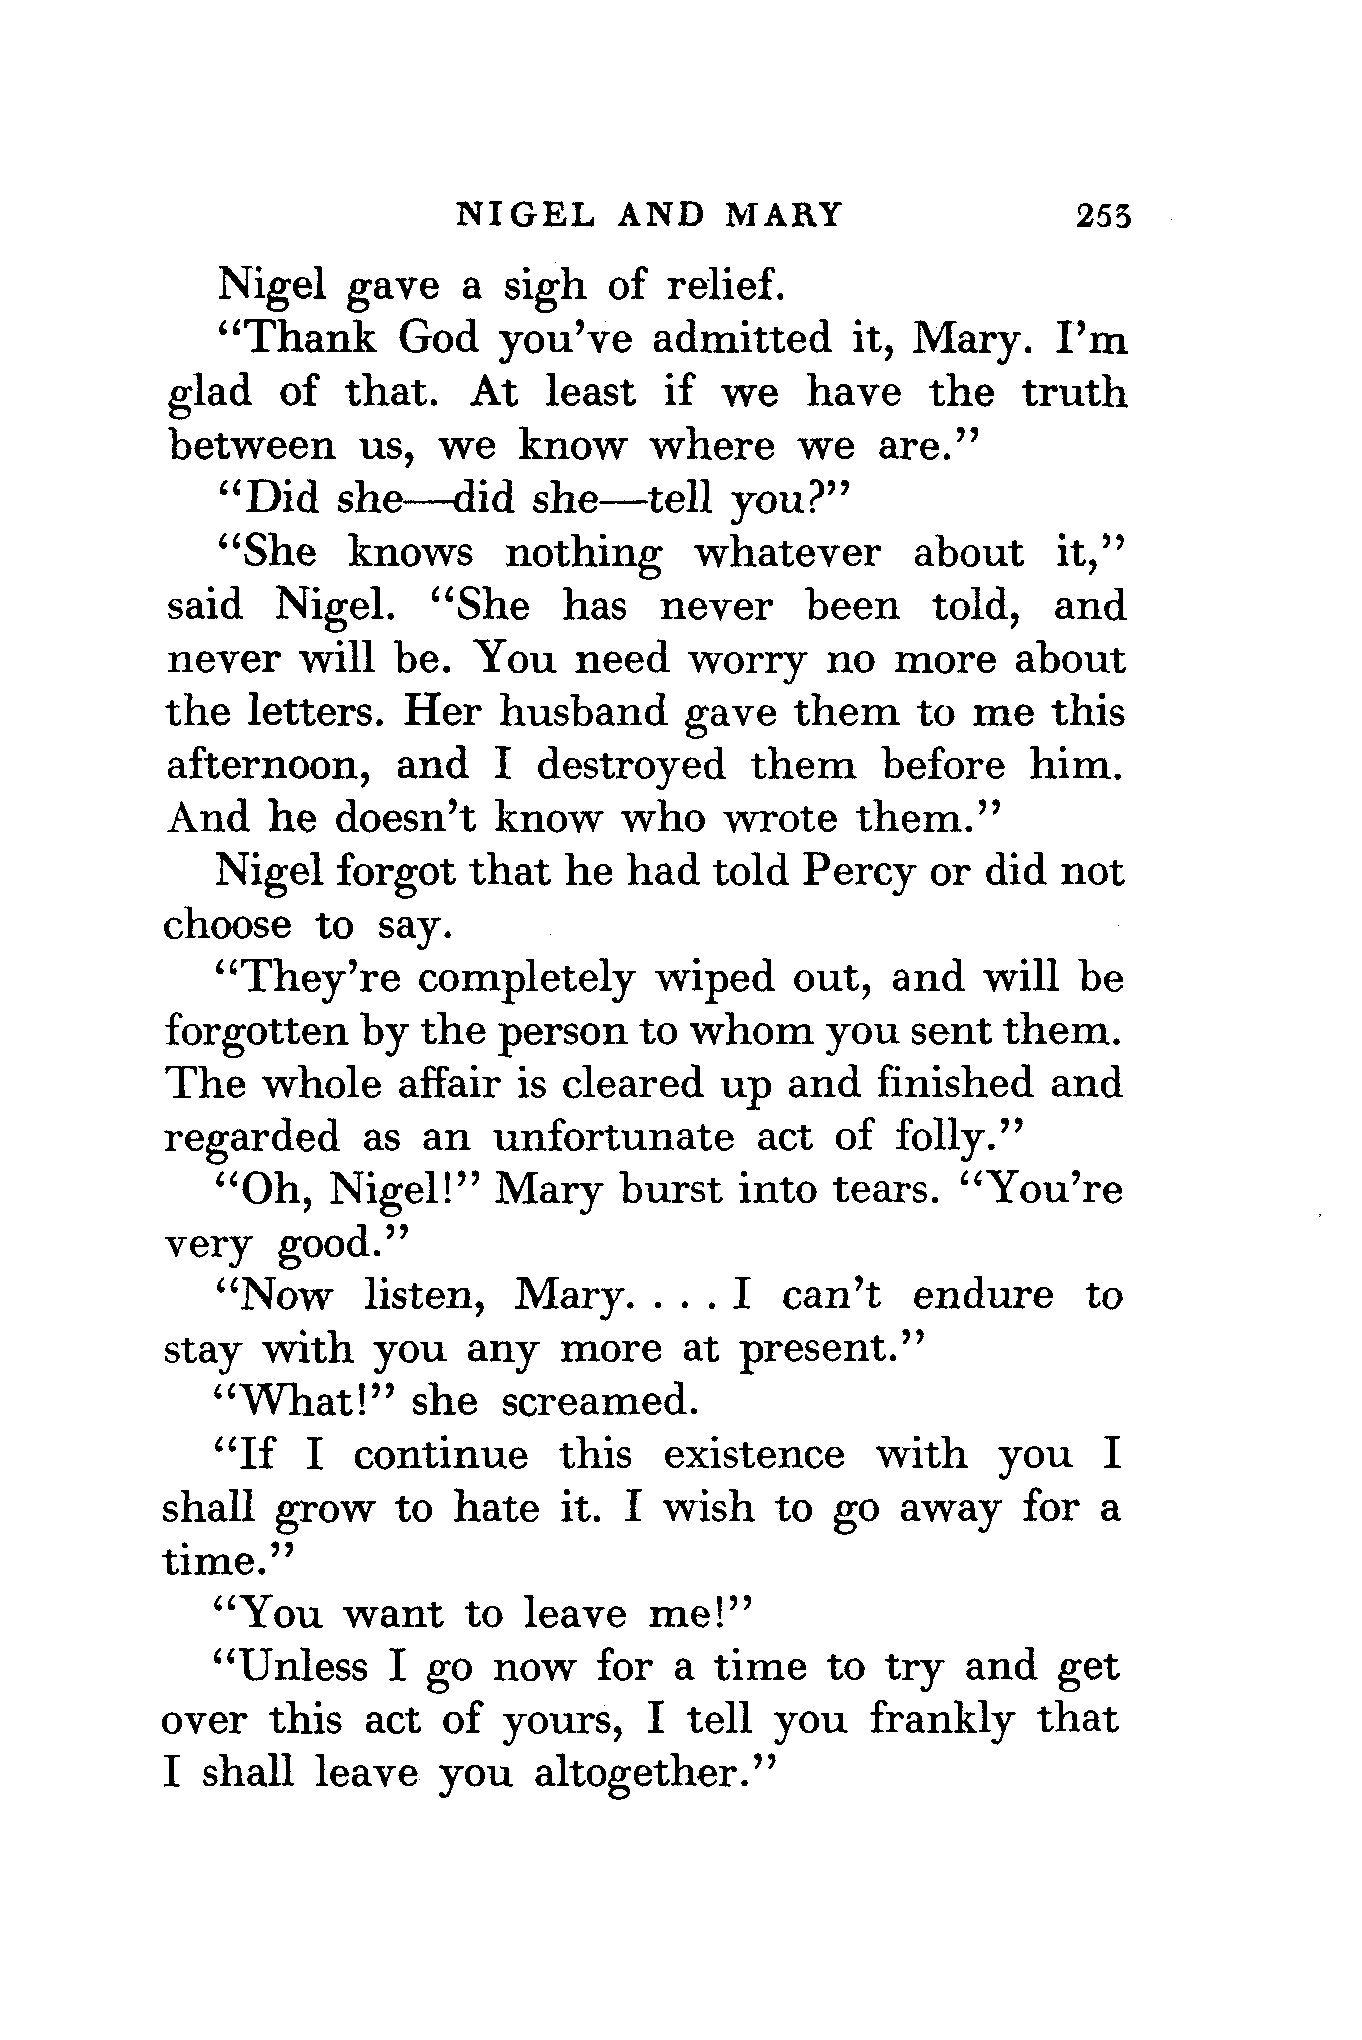 NIGEL AND MARY 253
Nigel gave a sigh of relief.
“Thank God you’ve admitted it, Mary. I’m
glad of that. At least if we have the truth
between us, we know where we are.”
“Did she—did she—tell you?”
“She knows nothing whatever about it,”
said Nigel. “She has never been told, and
never will be. You need worry no more about
the letters. Her husband gave them to me this
afternoon, and I destroyed them before him.
And he doesn’t know who wrote them.”
Nigel forgot that he had told Percy or did not
choose to say.
“They’re completely wiped out, and will be
forgotten by the person to whom you sent them.
The whole affair is cleared up and finished and
regarded as an unfortunate act of folly.”
“Oh, Nigel!” Mary burst into tears. “You’re
very good.”
“Now listen, Mary. . . . I can’t endure to
stay with you any more at present.”
“What!” she screamed.
“If I continue this existence with you I
shall grow to hate it. I wish to go away for a
time.”
“You want to leave me!”
“Unless I go now for a time to try and get
over this act of yours, I tell you frankly that
I shall leave you altogether.”